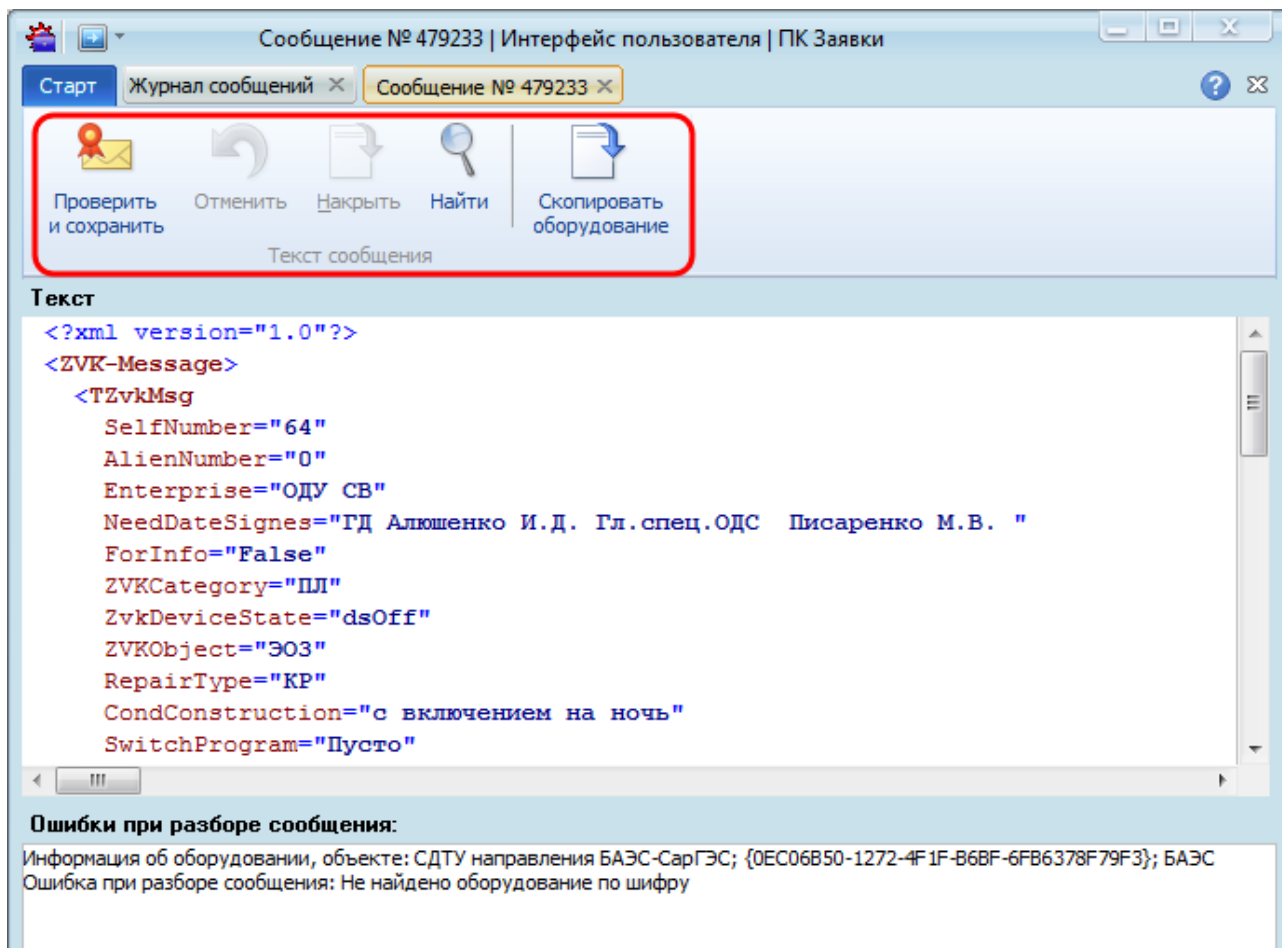 Сообщение № 479233 | Интерфейс пользователя | ПК Заявки
Старт Журнал сообщений Сообщение № 479233
Проверить и сохранить Отменить Накрыть Найти Скопировать оборудование
Текст сообщения
Текст
<?xml version="1.0"?>
<ZVK-Message>
<TZvkMsg
SelfNumber="64"
AlienNumber="0"
Enterprise="ОДУ СВ"
NeedDateSignes="ГД Алюшенко И.Д. Гл.спец.ОДС  Писаренко М.В. "
ForInfo="False"
ZVKCategory="ПЛ"
ZvkDeviceState="dsOff"
ZVKObject="ЭОЗ"
RepairType="КР"
CondConstruction="с включением на ночь"
SwitchProgram="Пусто"
Ошибки при разборе сообщения:
Информация об оборудовании, объекте: СДТУ направления БАЭС-СарГЭС; {0EC06B50-1272-4F1F-B6BF-6FB6378F79F3}; БАЭС
Ошибка при разборе сообщения: Не найдено оборудование по шифру